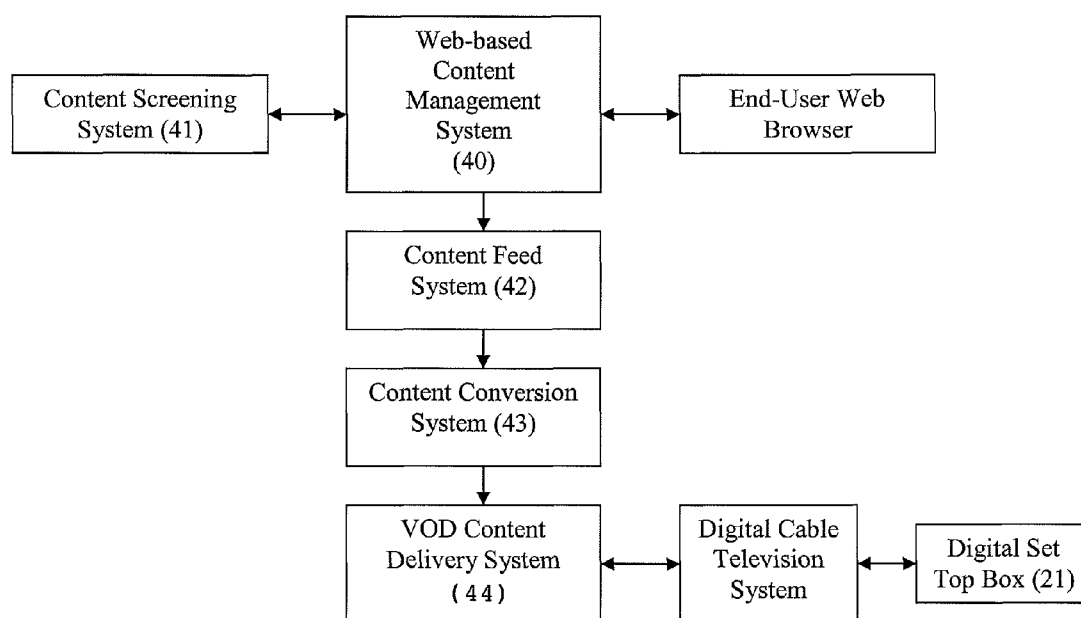 Web-based
Content
Management
System
(40)
Content Screening
System (41)
End-User Web
Browser
Content Feed
System (42)
Content Conversion
System (43)
VOD Content
Delivery System
(44)
Digital Cable
Television
System
Digital Set
Top Box (21)